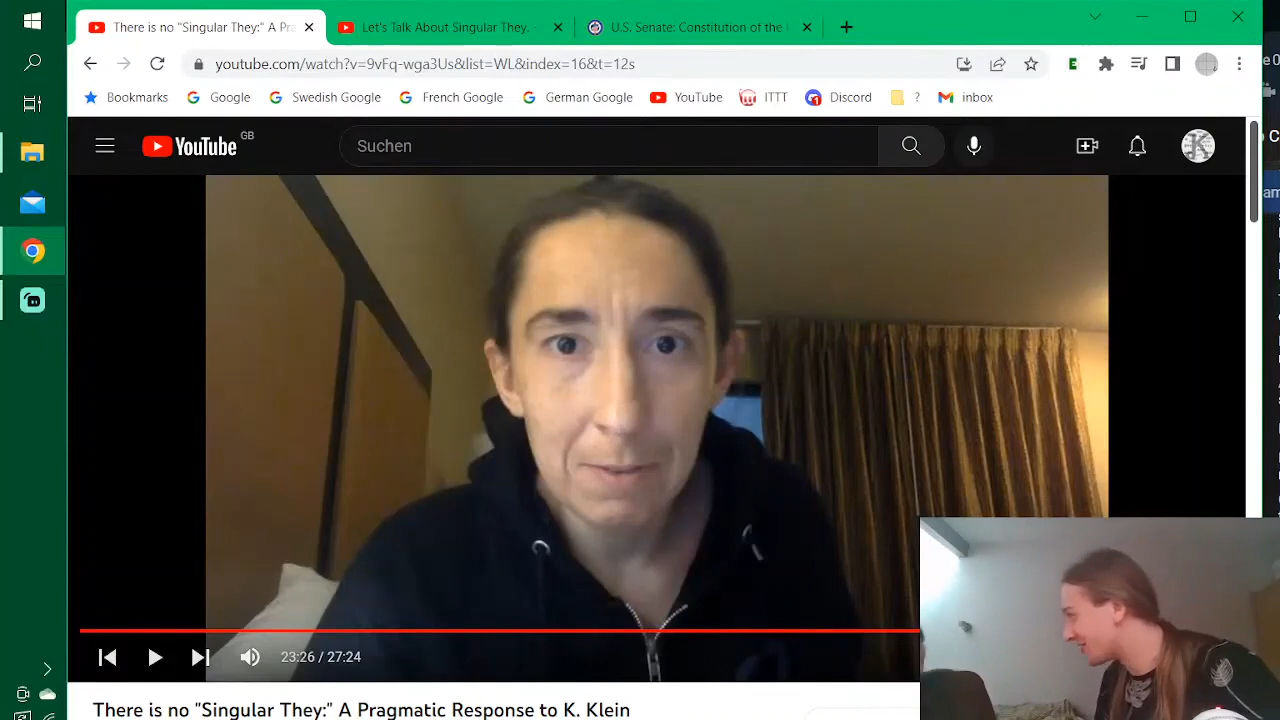 There is no "Singular They:" A Pra
Let's Talk About Singular They.
U.S. Senate: Constitution of the
youtube.com/watch?v=9vFq-wga3Us&list=WL&index=16&t=12s
Bookmarks
Google
Swedish Google
French Google
German Google
YouTube
ITTT
Discord
?
inbox
YouTube GB
Suchen
K
23:26 / 27:24
There is no "Singular They:" A Pragmatic Response to K. Klein